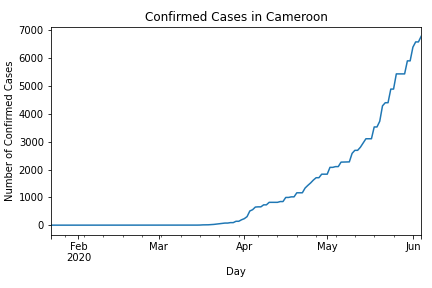 Confirmed Cases in Cameroon
7000
6000
5000
4000
3000
2000
1000
0
Number of Confirmed Cases
Feb
2020
Mar
Apr
May
Jun
Day